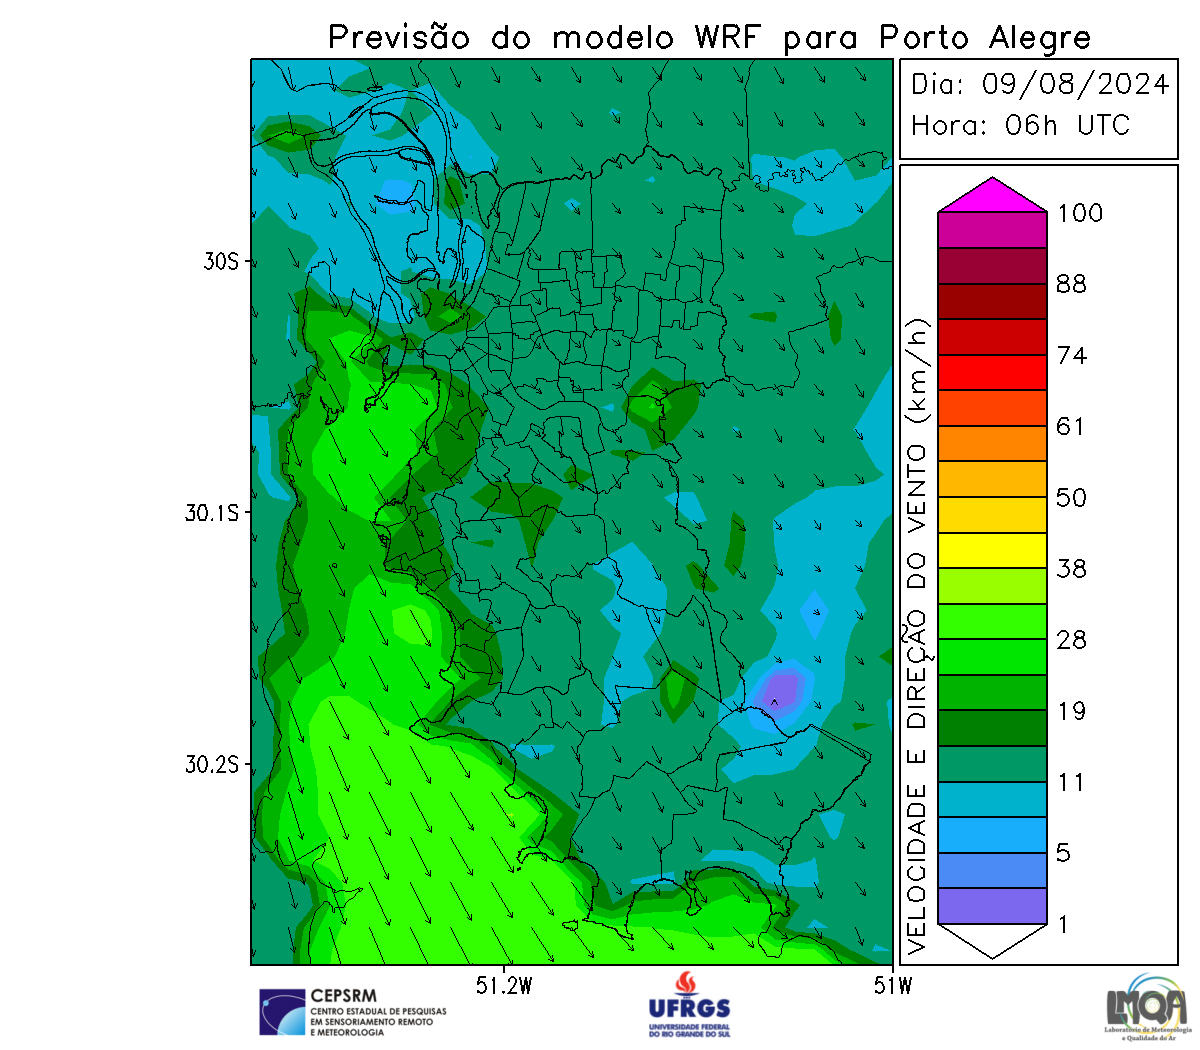 Previsão do modelo WRF para Porto Alegre
Dia: 09/08/2024
Hora: 06h UTC
30S
30.1S
30.2S
51.2W
51W
VELOCIDADE E DIREÇÃO DO VENTO (km/h)
100
88
74
61
50
38
28
19
11
5
1
CEPSRM
CENTRO ESTADUAL DE PESQUISAS
EM SENSORIAMENTO REMOTO
E METEOROLOGIA
UFRGS
UNIVERSIDADE FEDERAL
DO RIO GRANDE DO SUL
LMQA
Laboratório de Meteorologia
e Qualidade do Ar